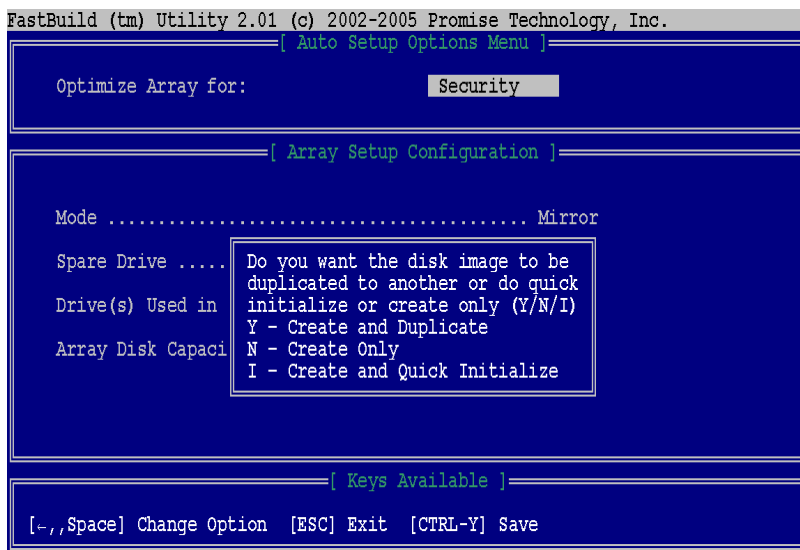 FastBuild (tm) Utility 2.01 (c) 2002-2005 Promise Technology, Inc.
[ Auto Setup Options Menu ]
Optimize Array for: Security
[ Array Setup Configuration ]
Mode .......................................... Mirror
Spare Drive .....
Drive(s) Used in
Array Disk Capaci
Do you want the disk image to be
duplicated to another or do quick
initialize or create only (Y/N/I)
Y - Create and Duplicate
N - Create Only
I - Create and Quick Initialize
[ Keys Available ]
[←,,Space] Change Option [ESC] Exit [CTRL-Y] Save